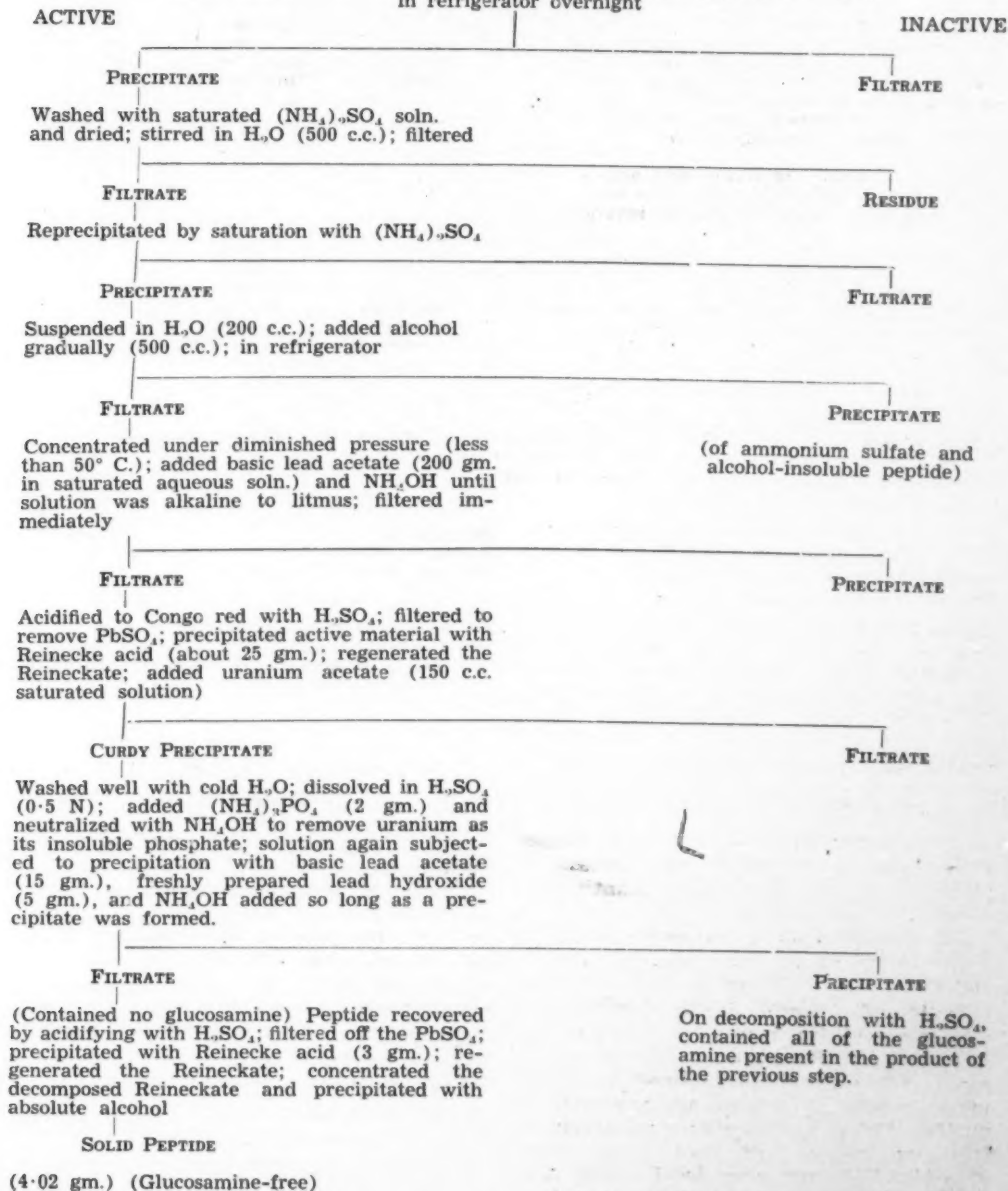 in refrigerator overnight
ACTIVE
INACTIVE
PRECIPITATE
FILTRATE
Washed with saturated (NH₄)₂SO₄ soln.
and dried; stirred in H₂O (500 c.c.); filtered
FILTRATE
RESIDUE
Reprecipitated by saturation with (NH₄)₂SO₄
PRECIPITATE
FILTRATE
Suspended in H₂O (200 c.c.); added alcohol
gradually (500 c.c.); in refrigerator
FILTRATE
PRECIPITATE
Concentrated under diminished pressure (less
than 50° C.); added basic lead acetate (200 gm.
in saturated aqueous soln.) and NH₄OH until
solution was alkaline to litmus; filtered im-
mediately
(of ammonium sulfate and
alcohol-insoluble peptide)
FILTRATE
PRECIPITATE
Acidified to Congo red with H₂SO₄; filtered to
remove PbSO₄; precipitated active material with
Reinecke acid (about 25 gm.); regenerated the
Reineckate; added uranium acetate (150 c.c.
saturated solution)
CURDY PRECIPITATE
FILTRATE
Washed well with cold H₂O; dissolved in H₂SO₄
(0·5 N); added (NH₄)₃PO₄ (2 gm.) and
neutralized with NH₄OH to remove uranium as
its insoluble phosphate; solution again subject-
ed to precipitation with basic lead acetate
(15 gm.), freshly prepared lead hydroxide
(5 gm.), and NH₄OH added so long as a pre-
cipitate was formed.
FILTRATE
PRECIPITATE
(Contained no glucosamine) Peptide recovered
by acidifying with H₂SO₄; filtered off the PbSO₄;
precipitated with Reinecke acid (3 gm.); re-
generated the Reineckate; concentrated the
decomposed Reineckate and precipitated with
absolute alcohol
On decomposition with H₂SO₄,
contained all of the glucos-
amine present in the product of
the previous step.
SOLID PEPTIDE
(4·02 gm.) (Glucosamine-free)